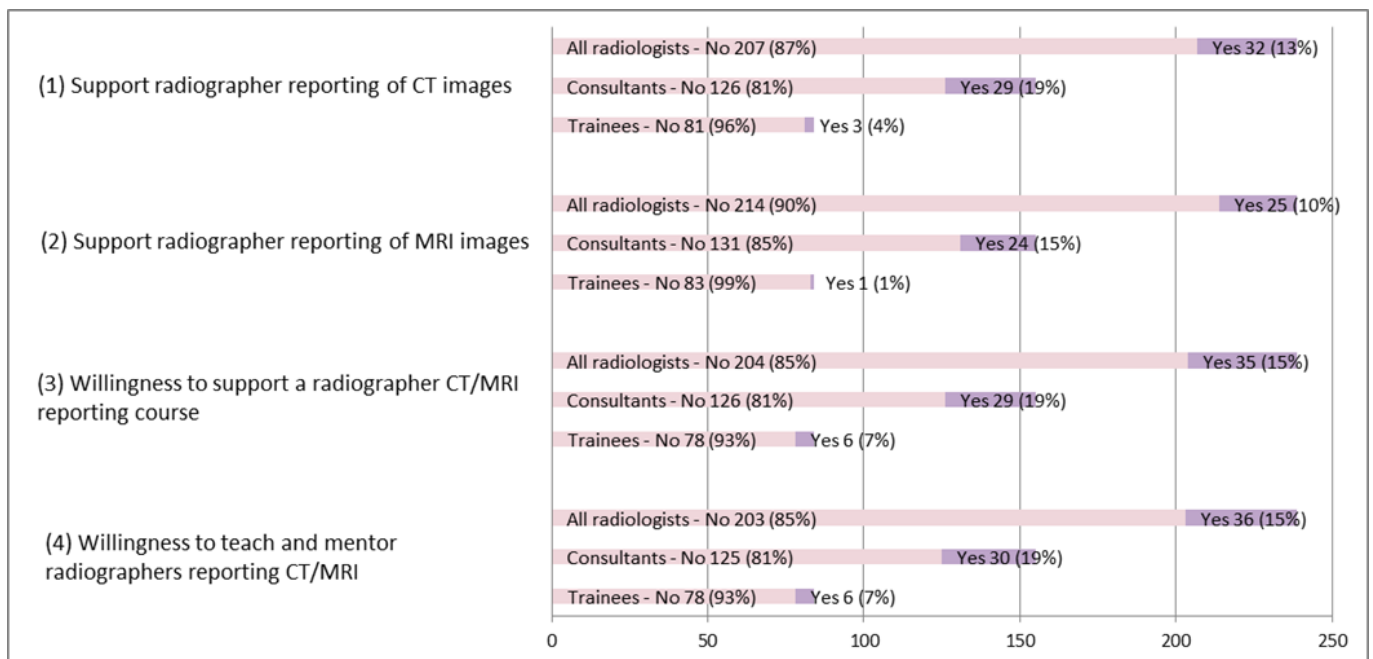 All radiologists - No 207 (87%) Yes 32 (13%)
(1) Support radiographer reporting of CT images
Consultants - No 126 (81%) Yes 29 (19%)
Trainees - No 81 (96%) Yes 3 (4%)
All radiologists - No 214 (90%) Yes 25 (10%)
(2) Support radiographer reporting of MRI images
Consultants - No 131 (85%) Yes 24 (15%)
Trainees - No 83 (99%) Yes 1 (1%)
All radiologists - No 204 (85%) Yes 35 (15%)
(3) Willingness to support a radiographer CT/MRI
reporting course
Consultants - No 126 (81%) Yes 29 (19%)
Trainees - No 78 (93%) Yes 6 (7%)
All radiologists - No 203 (85%) Yes 36 (15%)
(4) Willingness to teach and mentor
radiographers reporting CT/MRI
Consultants - No 125 (81%) Yes 30 (19%)
Trainees - No 78 (93%) Yes 6 (7%)
0 50 100 150 200 250